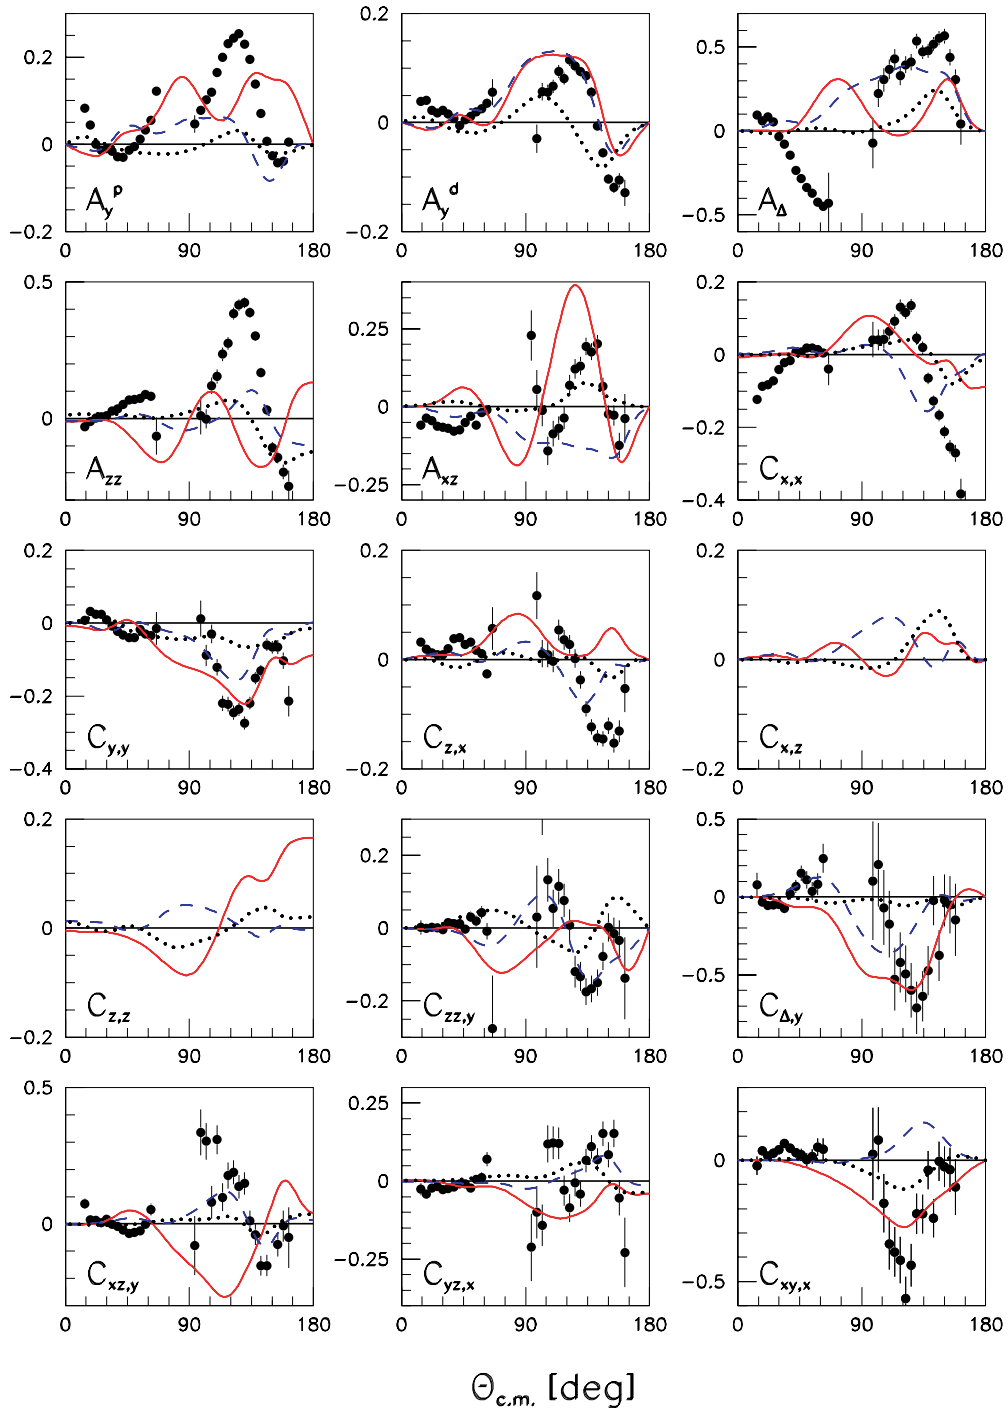 0.2 0.2 0.5
0 0 0
A_y^p A_y^d A_Δ
−0.2 −0.2 −0.5
0 90 180 0 90 180 0 90 180
0.5 0.25 0.2
0 0 0
−0.2
A_zz A_xz C_x,x
−0.25 −0.4
0 90 180 0 90 180 0 90 180
0.2 0.2 0.2
0 0 0
−0.2
C_y,y C_z,x C_x,z
−0.4 −0.2 −0.2
0 90 180 0 90 180 0 90 180
0.2 0.2 0.5
0 0 0
−0.2 −0.5
C_z,z C_zz,y C_Δ,y
−0.2
0 90 180 0 90 180 0 90 180
0.5 0.25
0 0 0
−0.25 −0.5
C_xz,y C_yz,x C_xy,x
0 90 180 0 90 180 0 90 180
Θ_c.m. [deg]